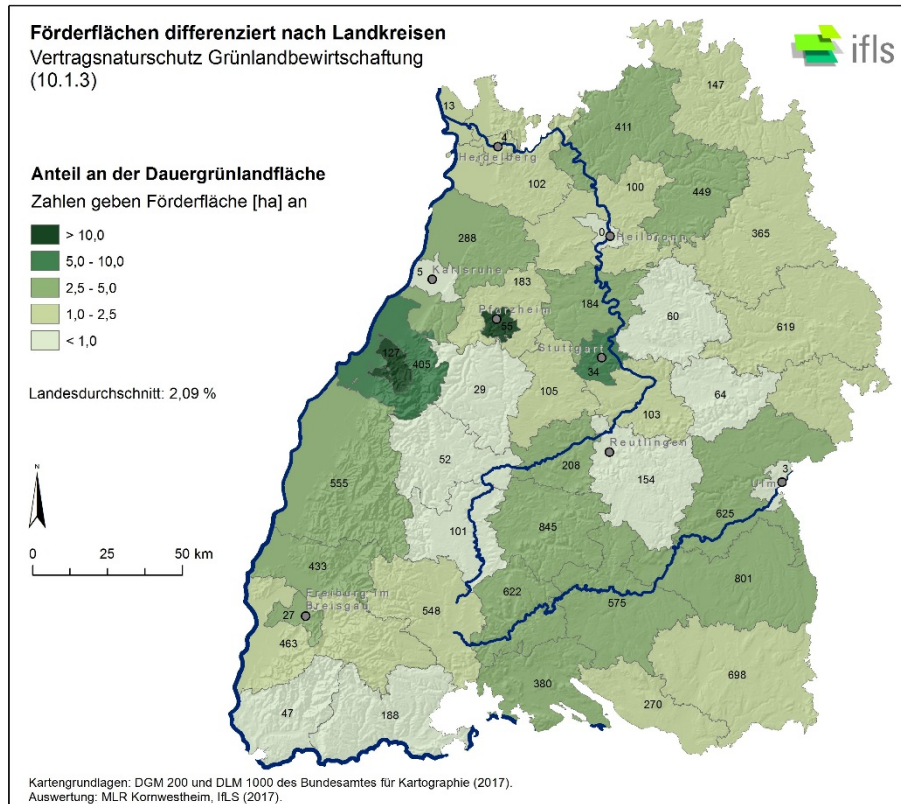 Förderflächen differenziert nach Landkreisen
Vertragsnaturschutz Grünlandbewirtschaftung
(10.1.3)
ifls
Anteil an der Dauergrünlandfläche
Zahlen geben Förderfläche [ha] an
> 10,0
5,0 - 10,0
2,5 - 5,0
1,0 - 2,5
< 1,0
Landesdurchschnitt: 2,09 %
147
13
411
4
Heidelberg
102
100
449
365
288
0
Heilbronn
5
Karlsruhe
183
184
60
619
Pforzheim
55
127
405
Stuttgart
34
29
105
103
64
52
208
Reutlingen
154
3
Ulm
555
625
101
845
801
433
622
575
Freiburg im
Breisgau
27
548
463
380
698
270
47
188
N
0 25 50 km
Kartengrundlagen: DGM 200 und DLM 1000 des Bundesamtes für Kartographie (2017).
Auswertung: MLR Kornwestheim, IfLS (2017).